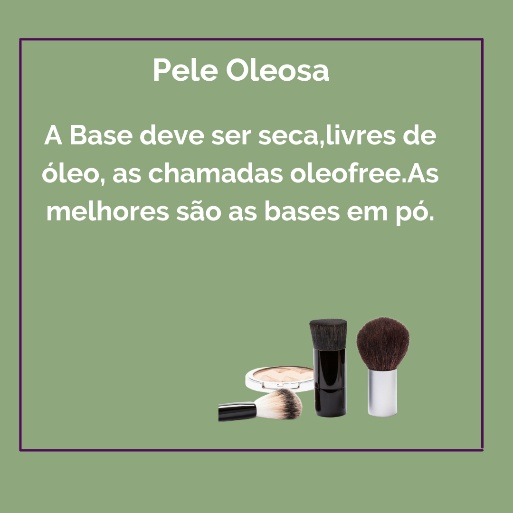 Pele Oleosa
A Base deve ser seca,livres de
óleo, as chamadas oleofree.As
melhores são as bases em pó.